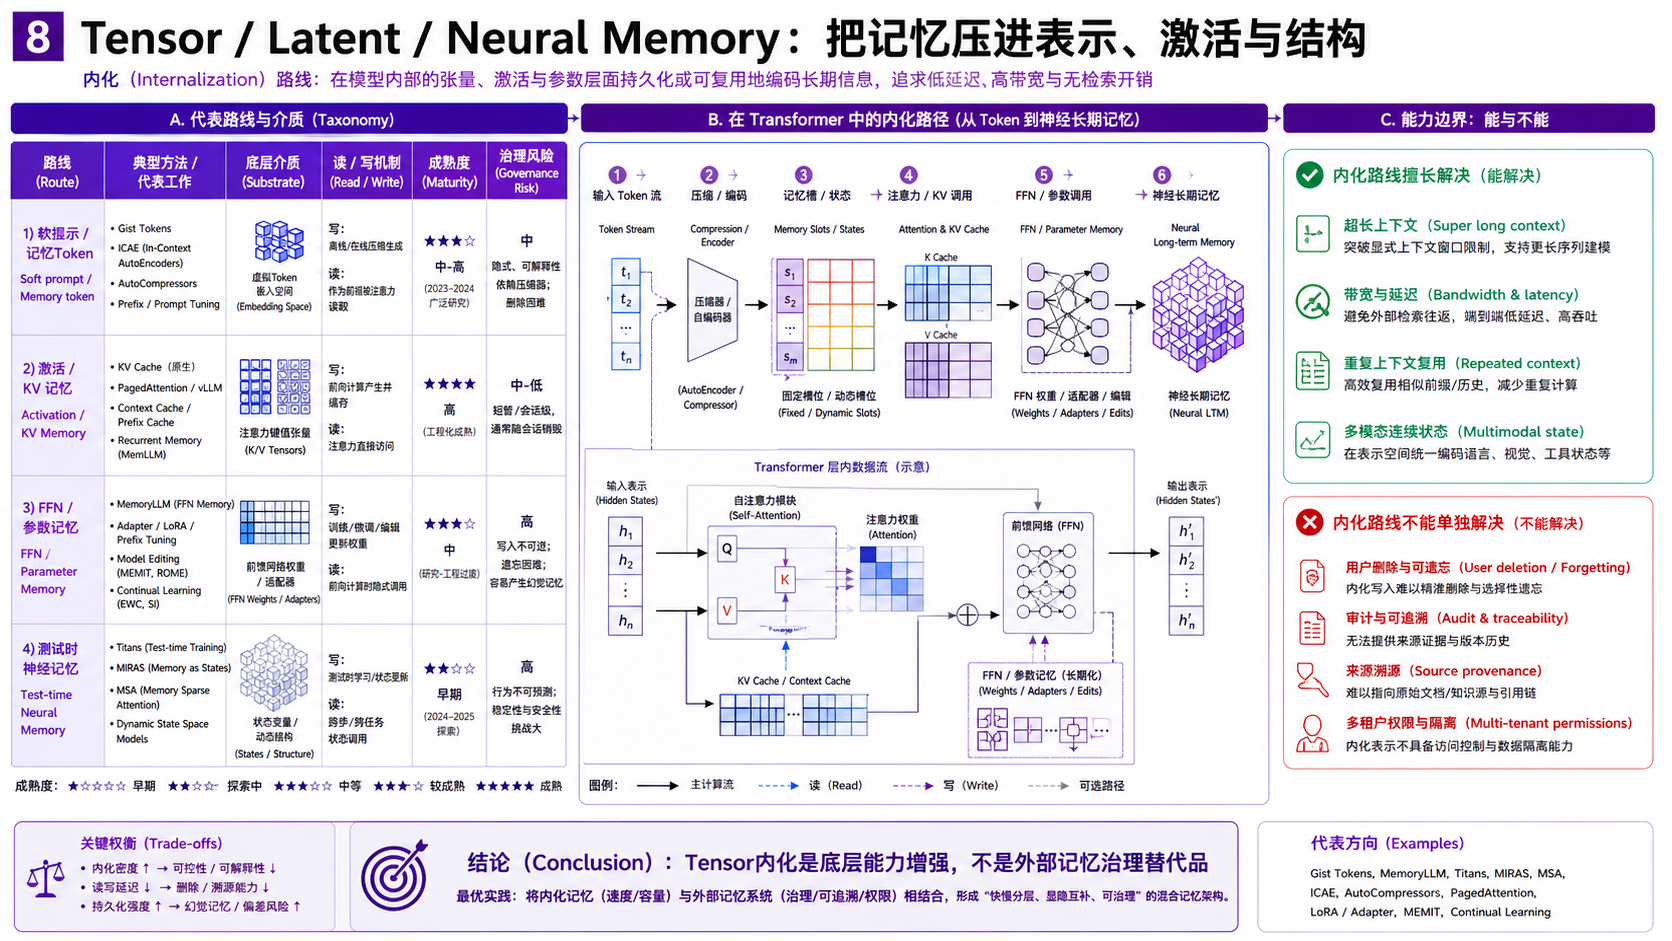 8
Tensor / Latent / Neural Memory：把记忆压进表示、激活与结构
内化（Internalization）路线：在模型内部的张量、激活与参数层面持久化或可复用地编码长期信息，追求低延迟、高带宽与无检索开销
A. 代表路线与介质 (Taxonomy)
路线
(Route)
典型方法 /
代表工作
底层介质
(Substrate)
读 / 写机制
(Read / Write)
成熟度
(Maturity)
治理风险
(Governance
Risk)
1) 软提示 /
记忆Token
Soft prompt /
Memory token
• Gist Tokens
• ICAE (In-Context
AutoEncoders)
• AutoCompressors
• Prefix / Prompt Tuning
虚拟Token
嵌入空间
(Embedding Space)
写：
离线/在线压缩生成
读：
作为前缀被注意力
读取
★★★☆
中-高
(2023–2024
广泛研究)
中
隐式、可解释性
依赖压缩器；
删除困难
2) 激活 /
KV 记忆
Activation /
KV Memory
• KV Cache（原生）
• PagedAttention / vLLM
• Context Cache /
Prefix Cache
• Recurrent Memory
(MemLLM)
注意力键值张量
(K/V Tensors)
写：
前向计算产生并
缓存
读：
注意力直接访问
★★★★
高
(工程化成熟)
中-低
短暂/会话级，
通常随会话销毁
3) FFN /
参数记忆
FFN /
Parameter
Memory
• MemoryLLM (FFN Memory)
• Adapter / LoRA /
Prefix Tuning
• Model Editing
(MEMIT, ROME)
• Continual Learning
(EWC, SI)
前馈网络权重
/ 适配器
(FFN Weights / Adapters)
写：
训练/微调/编辑
更新权重
读：
前向计算时隐式调用
★★★☆
中
(研究-工程过渡)
高
写入不可逆；
遗忘困难；
容易产生幻觉记忆
4) 测试时
神经记忆
Test-time
Neural
Memory
• Titans (Test-time Training)
• MIRAS (Memory as States)
• MSA (Memory Sparse
Attention)
• Dynamic State Space
Models
状态变量 /
动态结构
(States / Structure)
写：
测试时学习/状态更新
读：
跨步/跨任务
状态调用
★★☆☆
早期
(2024–2025
探索)
高
行为不可预测；
稳定性与安全性
挑战大
成熟度： ★☆☆☆☆ 早期 ★★☆☆ 探索中 ★★★☆☆ 中等 ★★★☆ 较成熟 ★★★★★ 成熟
B. 在 Transformer 中的内化路径 (从 Token 到神经长期记忆)
1
输入 Token 流
Token Stream
2
压缩 / 编码
Compression /
Encoder
3
记忆槽 / 状态
Memory Slots / States
4
注意力 / KV 调用
Attention & KV Cache
5
FFN / 参数调用
FFN / Parameter Memory
6
神经长期记忆
Neural
Long-term Memory
t1
t2
...
tn
压缩器 /
自编码器
(AutoEncoder /
Compressor)
s1
s2
...
sm
固定槽位 / 动态槽位
(Fixed / Dynamic Slots)
K Cache
V Cache
FFN 权重 / 适配器 / 编辑
(Weights / Adapters / Edits)
神经长期记忆
(Neural LTM)
Transformer 层内数据流（示意）
输入表示
(Hidden States)
h1
h2
⋮
hn
自注意力模块
(Self-Attention)
Q
K
V
注意力权重
(Attention)
KV Cache / Context Cache
...
前馈网络 (FFN)
FFN / 参数记忆（长期化）
(Weights / Adapters / Edits)
... ...
输出表示
(Hidden States')
h'1
h'2
⋮
h'n
图例： 主计算流 读（Read） 写（Write） 可选路径
C. 能力边界：能与不能
内化路线擅长解决（能解决）
超长上下文（Super long context）
突破显式上下文窗口限制，支持更长序列建模
带宽与延迟（Bandwidth & latency）
避免外部检索往返，端到端低延迟、高吞吐
重复上下文复用（Repeated context）
高效复用相似前缀/历史，减少重复计算
多模态连续状态（Multimodal state）
在表示空间统一编码语言、视觉、工具状态等
内化路线不能单独解决（不能解决）
用户删除与可遗忘（User deletion / Forgetting）
内化写入难以精准删除与选择性遗忘
审计与可追溯（Audit & traceability）
无法提供来源证据与版本历史
来源溯源（Source provenance）
难以指向原始文档/知识源与引用链
多租户权限与隔离（Multi-tenant permissions）
内化表示不具备访问控制与数据隔离能力
关键权衡（Trade-offs）
• 内化密度 ↑ → 可控性 / 可解释性 ↓
• 读写延迟 ↓ → 删除 / 溯源能力 ↓
• 持久化强度 ↑ → 幻觉记忆 / 偏差风险 ↑
结论（Conclusion）：Tensor内化是底层能力增强，不是外部记忆治理替代品
最优实践：将内化记忆（速度/容量）与外部记忆系统（治理/可追溯/权限）相结合，形成“快慢分层、显隐互补、可治理”的混合记忆架构。
代表方向（Examples）
Gist Tokens, MemoryLLM, Titans, MIRAS, MSA,
ICAE, AutoCompressors, PagedAttention,
LoRA / Adapter, MEMIT, Continual Learning